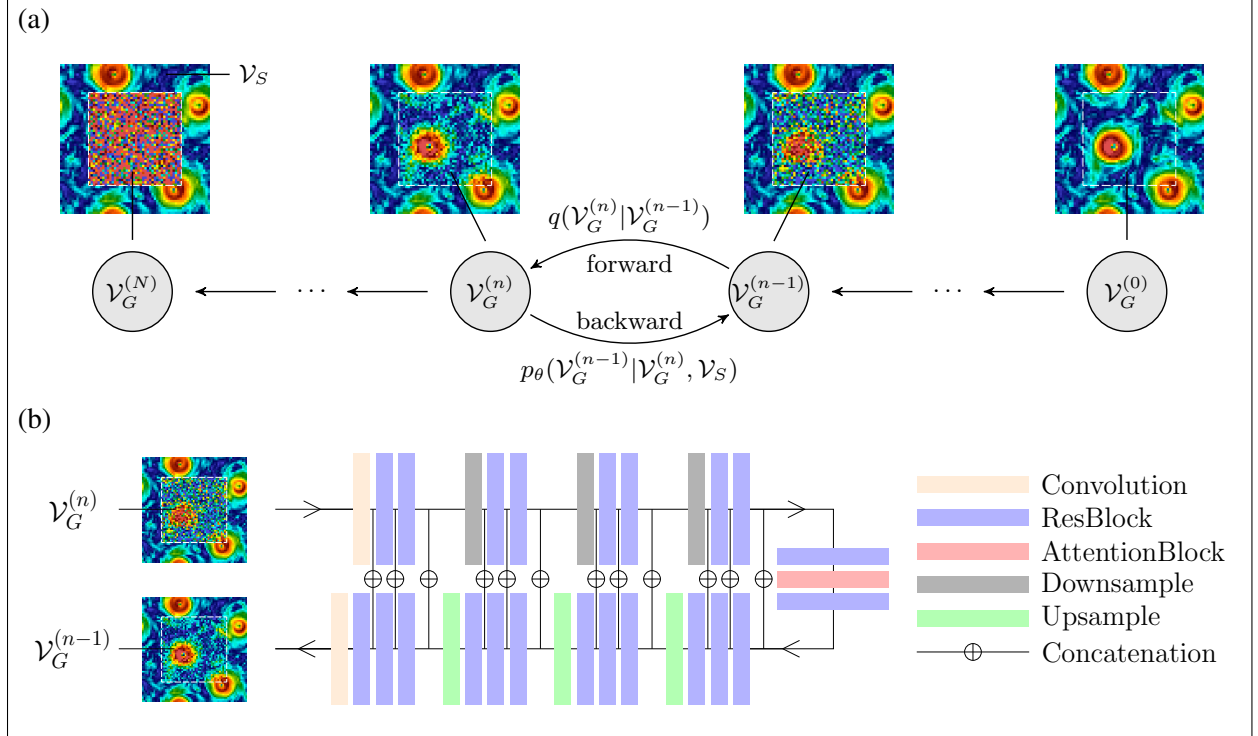 (a)
𝒱_S
q(𝒱_G^{(n)}|𝒱_G^{(n−1)})
forward
𝒱_G^{(N)} ··· 𝒱_G^{(n)} 𝒱_G^{(n−1)} ··· 𝒱_G^{(0)}
backward
p_θ(𝒱_G^{(n−1)}|𝒱_G^{(n)}, 𝒱_S)
(b)
𝒱_G^{(n)}
𝒱_G^{(n−1)}
Convolution
ResBlock
AttentionBlock
Downsample
Upsample
Concatenation